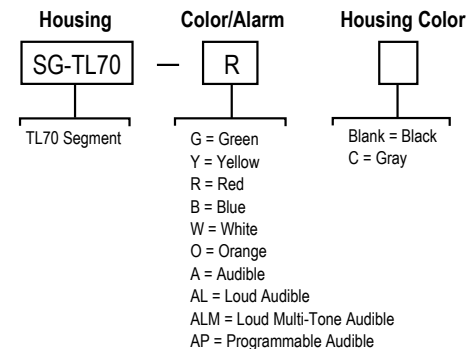 Housing Color/Alarm Housing Color
SG-TL70 — R
TL70 Segment
G = Green
Y = Yellow
R = Red
B = Blue
W = White
O = Orange
A = Audible
AL = Loud Audible
ALM = Loud Multi-Tone Audible
AP = Programmable Audible
Blank = Black
C = Gray